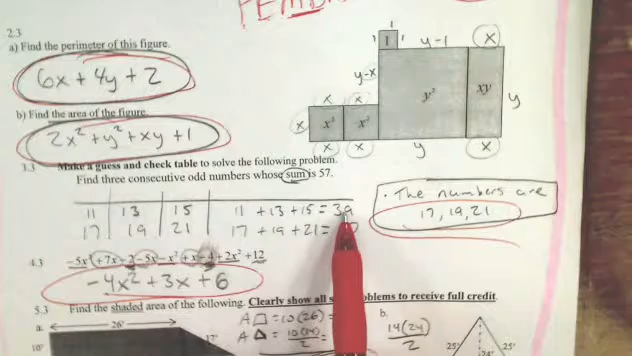 2.3
a) Find the perimeter of this figure.
6x + 4y + 2
b) Find the area of the figure.
2x² + y² + xy + 1
1 1 1 1 y-1 x
y-x
x x y² xy y
x x² x²
x x y x
3.3 Make a guess and check table to solve the following problem.
Find three consecutive odd numbers whose sum is 57.
11 13 15 11 + 13 + 15 = 39
17 19 21 17 + 19 + 21 =
• The numbers are
17, 19, 21
4.3
-4x² + 3x + 6
5.3 Find the shaded area of the following. Clearly show all problems to receive full credit.
a. 26'
10'
17'
A = 10(26)
A =
b.
14(24)
2
25' 25'
24'